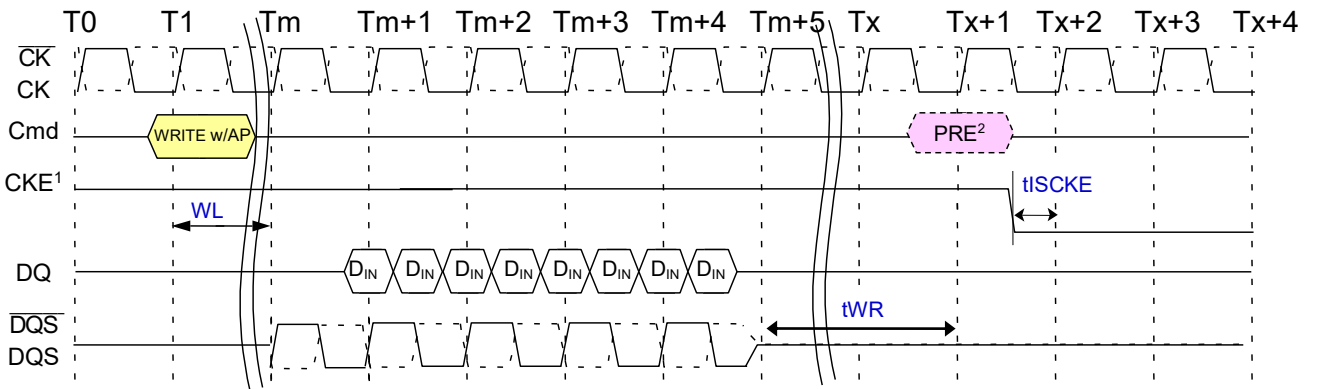 T0 T1 Tm Tm+1 Tm+2 Tm+3 Tm+4 Tm+5 Tx Tx+1 Tx+2 Tx+3 Tx+4
CK
CK
Cmd WRITE w/AP PRE2
CKE1 tISCKE
WL
DQ DIN DIN DIN DIN DIN DIN DIN DIN
DQS tWR
DQS